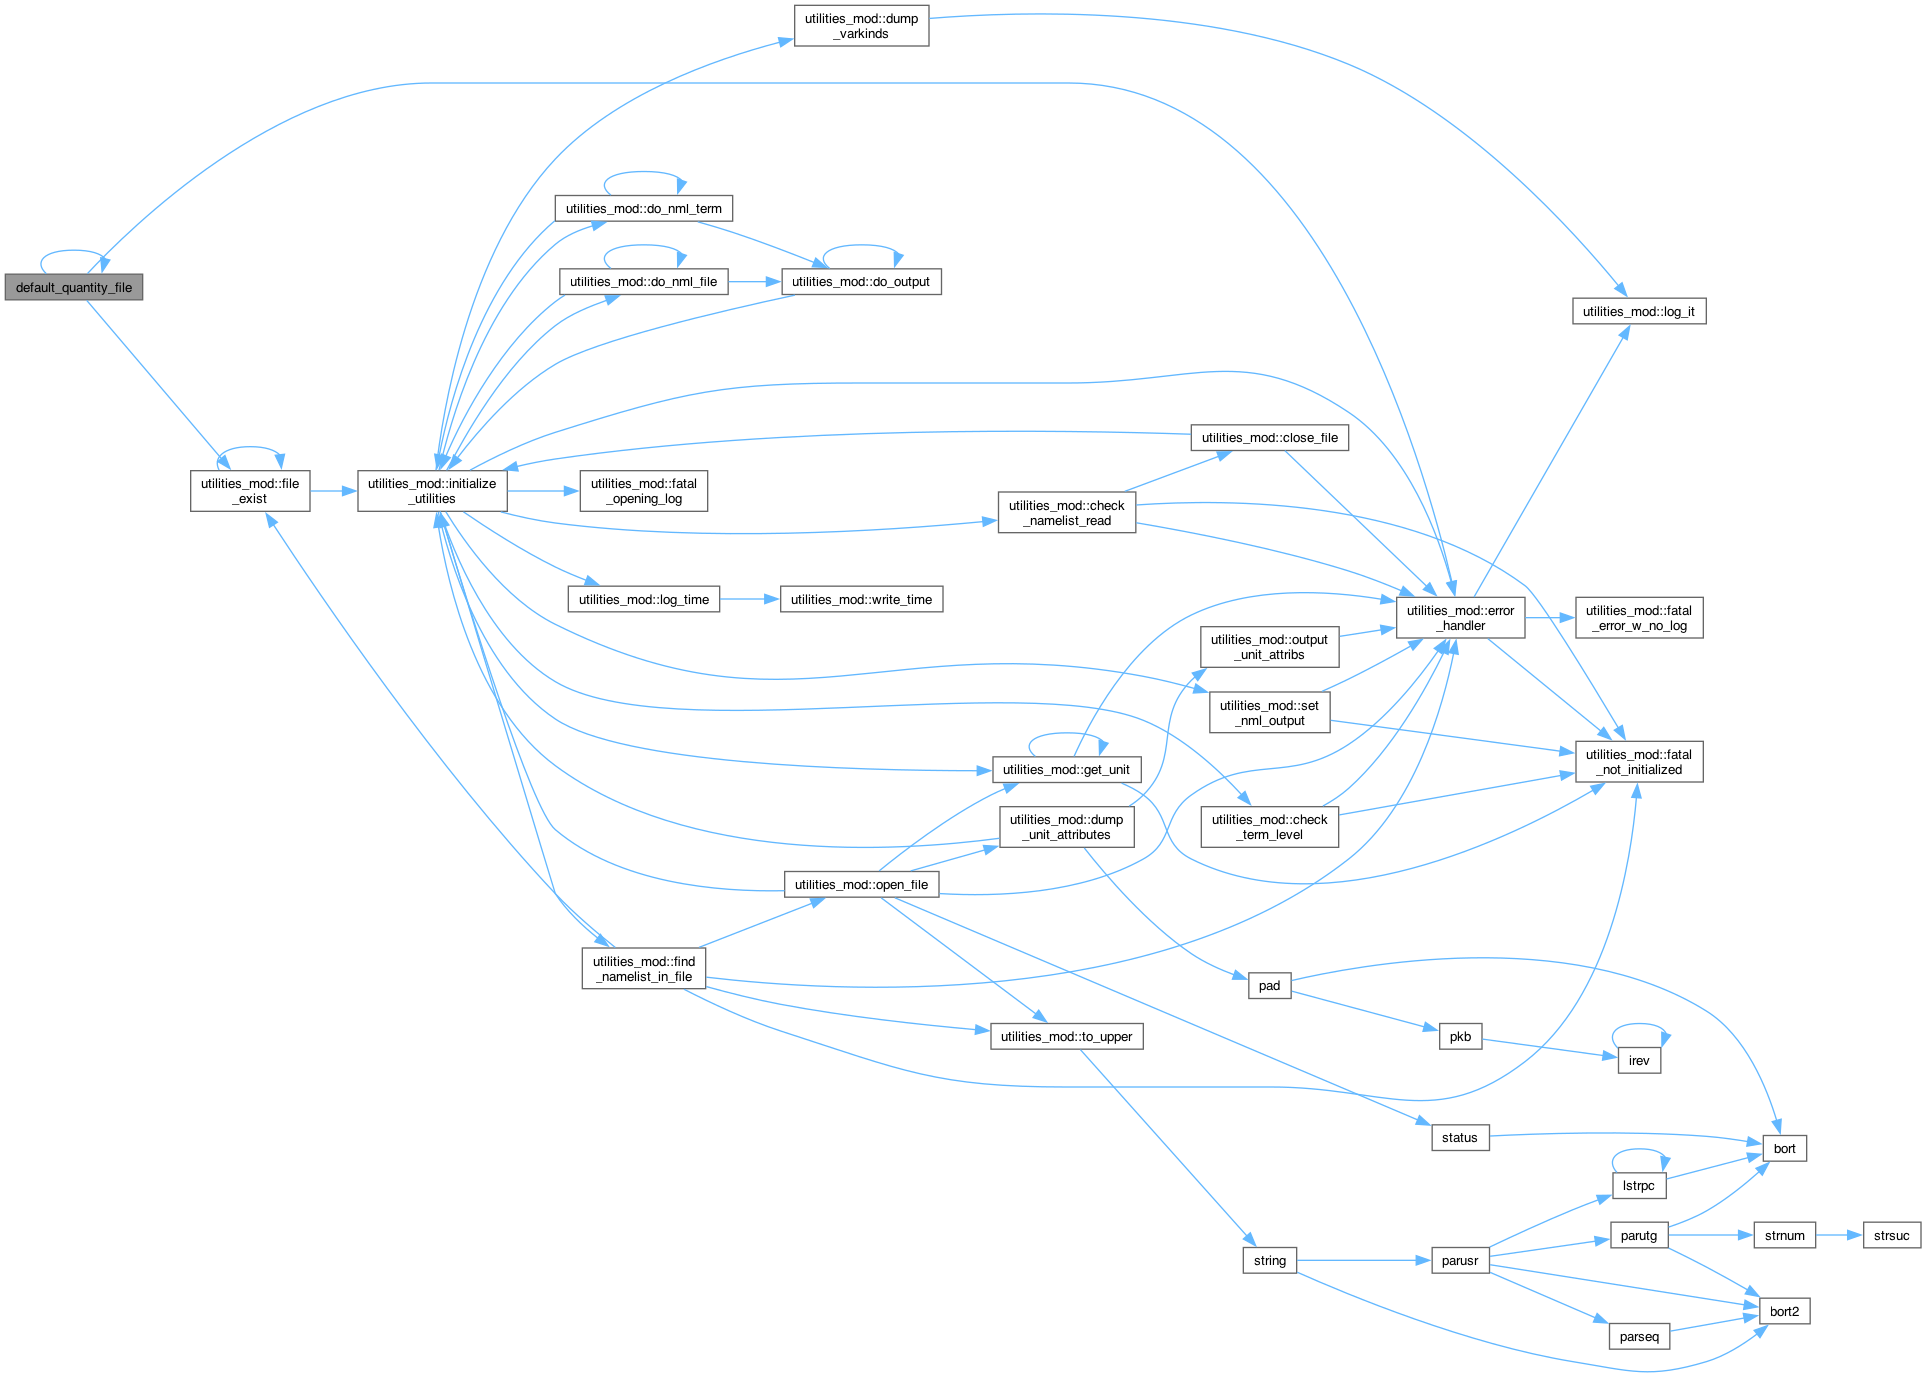 utilities_mod::dump
_varkinds
utilities_mod::do_nml_term
default_quantity_file
utilities_mod::do_nml_file
utilities_mod::do_output
utilities_mod::log_it
utilities_mod::close_file
utilities_mod::file
_exist
utilities_mod::initialize
_utilities
utilities_mod::fatal
_opening_log
utilities_mod::check
_namelist_read
utilities_mod::log_time
utilities_mod::write_time
utilities_mod::error
_handler
utilities_mod::fatal
_error_w_no_log
utilities_mod::output
_unit_attribs
utilities_mod::set
_nml_output
utilities_mod::get_unit
utilities_mod::fatal
_not_initialized
utilities_mod::dump
_unit_attributes
utilities_mod::check
_term_level
utilities_mod::open_file
utilities_mod::find
_namelist_in_file
pad
utilities_mod::to_upper
pkb
irev
status
bort
lstrpc
parutg
strnum
strsuc
string
parusr
bort2
parseq